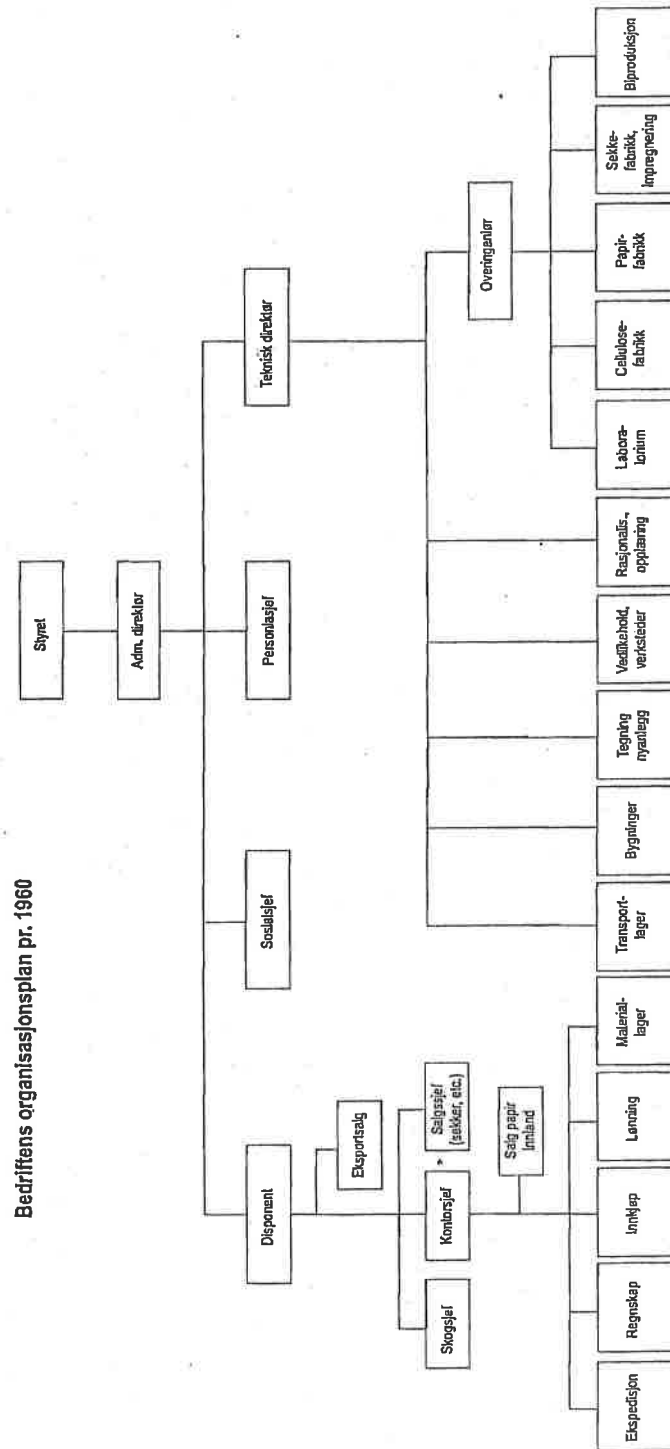 Bedriftens organisasjonsplan pr. 1960
Styret
Adm. direktør
Disponent
Sosialsjef
Personlasjef
Teknisk direktør
Eksportsalg
Skogsjef
Kontorsjef
*
Salgssjef
(sekker, etc.)
Salg papir
Innland
Overingeniør
Ekspedisjon
Regnskap
Innkjøp
Lønning
Material-
lager
Transport-
lager
Bygninger
Tegning
nyanlegg
Vedlikehold,
verksteder
Rasjonalis.,
opplæring
Labora-
torium
Cellulose-
fabrikk
Papir-
fabrikk
Sekke-
fabrikk,
Impregnering
Biproduksjon